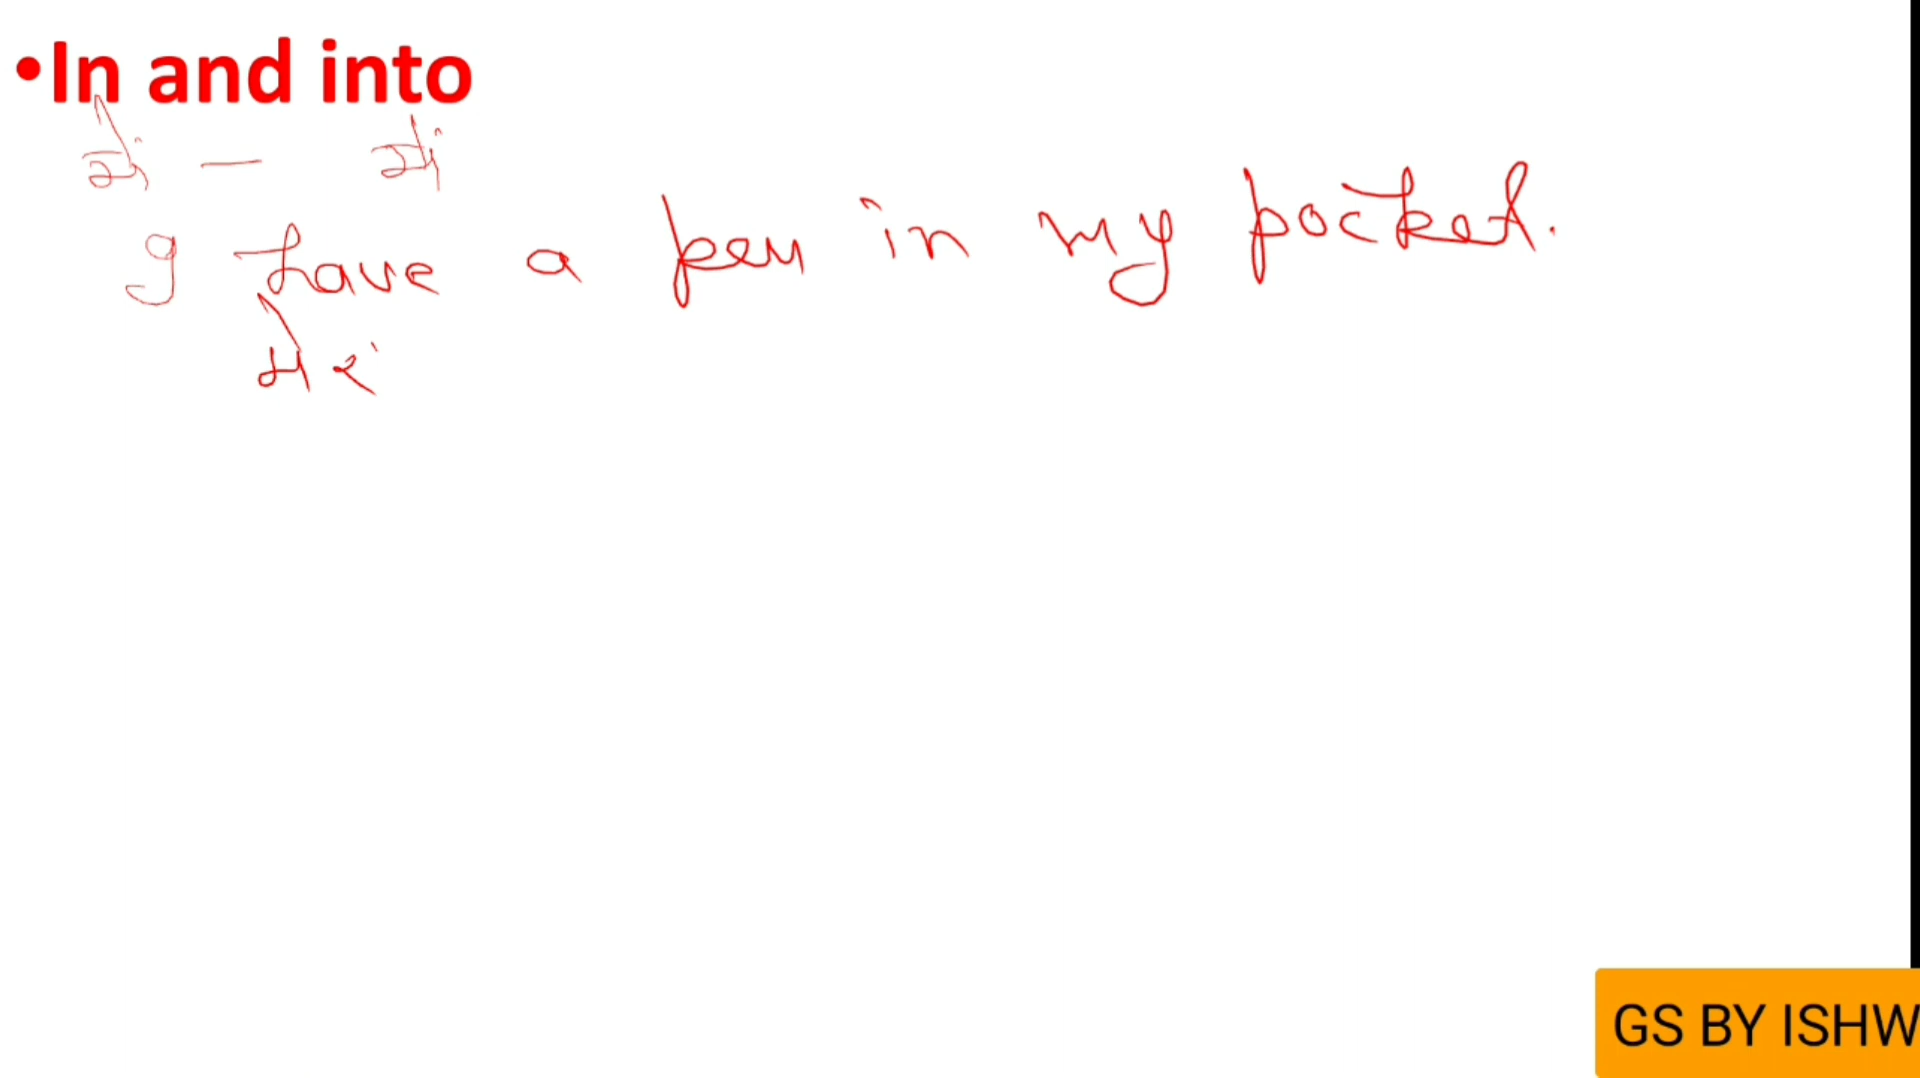 •In and into
में — में
I have a pen in my pocket.
GS BY ISHW